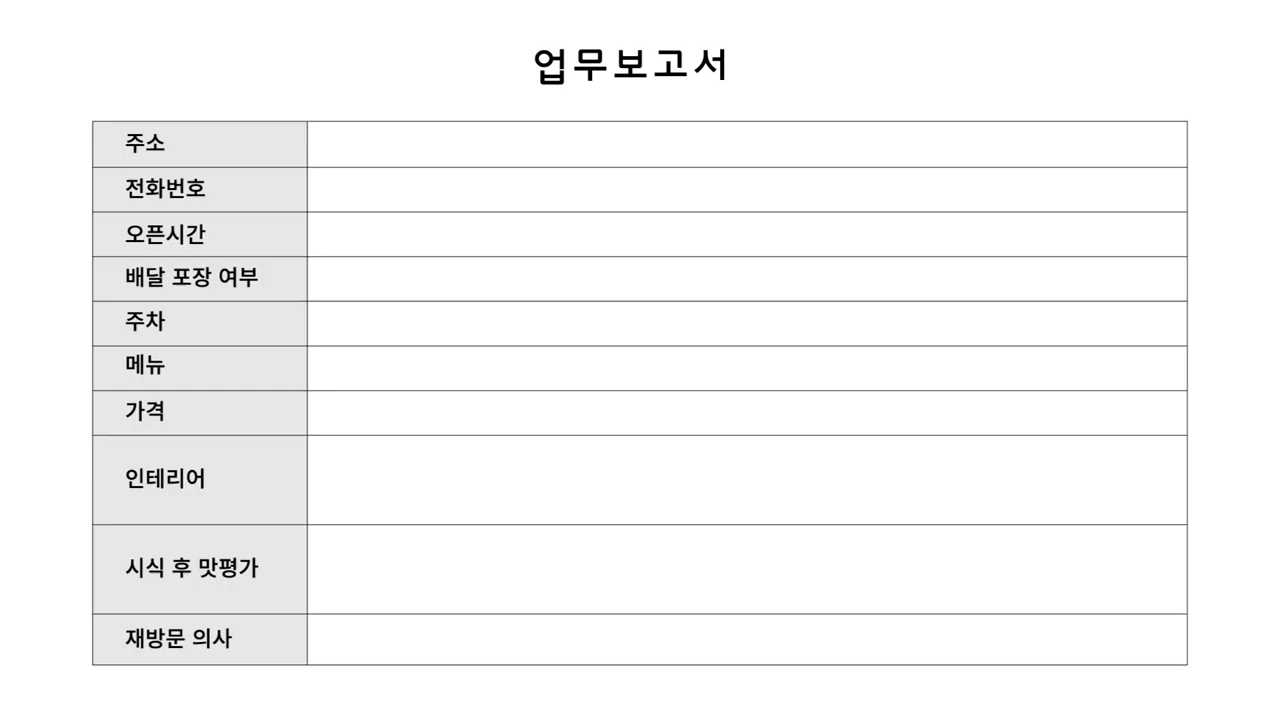 업무보고서
주소
전화번호
오픈시간
배달 포장 여부
주차
메뉴
가격
인테리어
시식 후 맛평가
재방문 의사